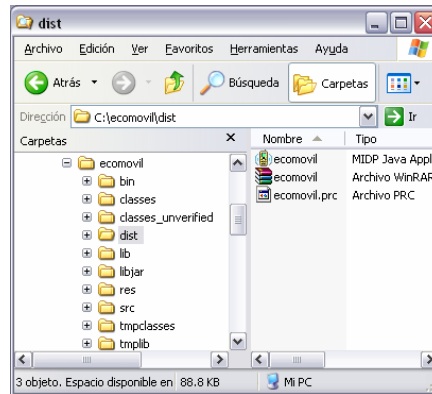 dist
Archivo Edición Ver Favoritos Herramientas Ayuda
Atrás Búsqueda Carpetas
Dirección C:\ecomovil\dist Ir
Carpetas x Nombre Tipo
ecomovil
bin
classes
classes_unverified
dist
lib
libjar
res
src
tmpclasses
tmplib
ecomovil MIDP Java Appl
ecomovil Archivo WinRAR
ecomovil.prc Archivo PRC
3 objeto. Espacio disponible en 88.8 KB Mi PC